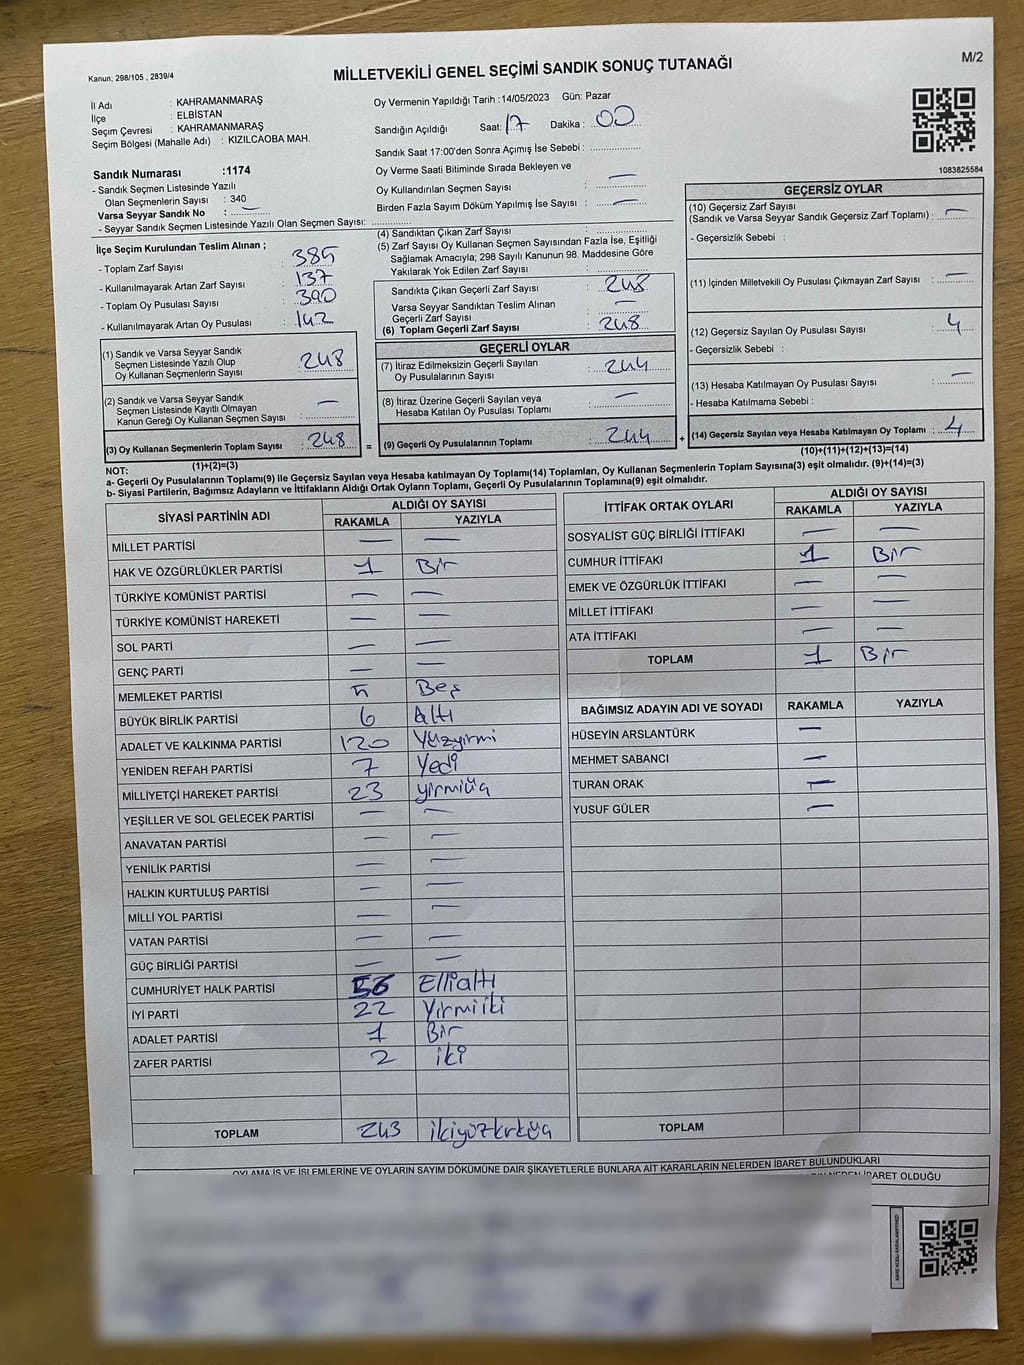 Kanun; 298/105 , 2839/4
MİLLETVEKİLİ GENEL SEÇİMİ SANDIK SONUÇ TUTANAĞI
M/2
İl Adı : KAHRAMANMARAŞ
İlçe : ELBİSTAN
Seçim Çevresi : KAHRAMANMARAŞ
Seçim Bölgesi (Mahalle Adı) : KIZILCAOBA MAH.
Sandık Numarası :1174
- Sandık Seçmen Listesinde Yazılı
Olan Seçmenlerin Sayısı : 340
Varsa Seyyar Sandık No : —
- Seyyar Sandık Seçmen Listesinde Yazılı Olan Seçmen Sayısı:
Oy Vermenin Yapıldığı Tarih :14/05/2023 Gün: Pazar
Sandığın Açıldığı Saat: 17 Dakika : 00
Sandık Saat 17:00'den Sonra Açımış İse Sebebi :
Oy Verme Saati Bitiminde Sırada Bekleyen ve
Oy Kullandırılan Seçmen Sayısı : —
Birden Fazla Sayım Döküm Yapılmış İse Sayısı : —
1083825584
İlçe Seçim Kurulundan Teslim Alınan ;
- Toplam Zarf Sayısı : 385
- Kullanılmayarak Artan Zarf Sayısı : 137
- Toplam Oy Pusulası Sayısı : 390
- Kullanılmayarak Artan Oy Pusulası : 142
(1) Sandık ve Varsa Seyyar Sandık
Seçmen Listesinde Yazılı Olup
Oy Kullanan Seçmenlerin Sayısı : 248
(2) Sandık ve Varsa Seyyar Sandık
Seçmen Listesinde Kayıtlı Olmayan
Kanun Gereği Oy Kullanan Seçmen Sayısı : —
(3) Oy Kullanan Seçmenlerin Toplam Sayısı : 248 =
(1)+(2)=(3)
(4) Sandıktan Çıkan Zarf Sayısı :
(5) Zarf Sayısı Oy Kullanan Seçmen Sayısından Fazla İse, Eşitliği
Sağlamak Amacıyla; 298 Sayılı Kanunun 98. Maddesine Göre
Yakılarak Yok Edilen Zarf Sayısı :
Sandıkta Çıkan Geçerli Zarf Sayısı : 248
Varsa Seyyar Sandıktan Teslim Alınan
Geçerli Zarf Sayısı : —
(6) Toplam Geçerli Zarf Sayısı : 248
GEÇERLİ OYLAR
(7) İtiraz Edilmeksizin Geçerli Sayılan
Oy Pusulalarının Sayısı : 244
(8) İtiraz Üzerine Geçerli Sayılan veya
Hesaba Katılan Oy Pusulası Toplamı : —
(9) Geçerli Oy Pusulalarının Toplamı : 244 +
GEÇERSİZ OYLAR
(10) Geçersiz Zarf Sayısı
(Sandık ve Varsa Seyyar Sandık Geçersiz Zarf Toplamı) : —
- Geçersizlik Sebebi :
(11) İçinden Milletvekili Oy Pusulası Çıkmayan Zarf Sayısı : —
(12) Geçersiz Sayılan Oy Pusulası Sayısı : 4
- Geçersizlik Sebebi :
(13) Hesaba Katılmayan Oy Pusulası Sayısı : —
- Hesaba Katılmama Sebebi :
(14) Geçersiz Sayılan veya Hesaba Katılmayan Oy Toplamı : 4
(10)+(11)+(12)+(13)=(14)
NOT:
a- Geçerli Oy Pusulalarının Toplamı(9) ile Geçersiz Sayılan veya Hesaba katılmayan Oy Toplamı(14) Toplamları, Oy Kullanan Seçmenlerin Toplam Sayısına(3) eşit olmalıdır. (9)+(14)=(3)
b- Siyasi Partilerin, Bağımsız Adayların ve İttifakların Aldığı Ortak Oyların Toplamı, Geçerli Oy Pusulalarının Toplamına(9) eşit olmalıdır.
SİYASİ PARTİNİN ADI ALDIĞI OY SAYISI
RAKAMLA YAZIYLA
MİLLET PARTİSİ — —
HAK VE ÖZGÜRLÜKLER PARTİSİ 1 Bir
TÜRKİYE KOMÜNİST PARTİSİ — —
TÜRKİYE KOMÜNİST HAREKETİ — —
SOL PARTİ — —
GENÇ PARTİ — —
MEMLEKET PARTİSİ 5 Beş
BÜYÜK BİRLİK PARTİSİ 6 Altı
ADALET VE KALKINMA PARTİSİ 120 Yüzyirmi
YENİDEN REFAH PARTİSİ 7 Yedi
MİLLİYETÇİ HAREKET PARTİSİ 23 yirmiüç
YEŞİLLER VE SOL GELECEK PARTİSİ — —
ANAVATAN PARTİSİ — —
YENİLİK PARTİSİ — —
HALKIN KURTULUŞ PARTİSİ — —
MİLLİ YOL PARTİSİ — —
VATAN PARTİSİ — —
GÜÇ BİRLİĞİ PARTİSİ — —
CUMHURİYET HALK PARTİSİ 56 Ellialtı
İYİ PARTİ 22 Yirmiiki
ADALET PARTİSİ 1 Bir
ZAFER PARTİSİ 2 iki
TOPLAM 243 ikiyüzkırküç
İTTİFAK ORTAK OYLARI ALDIĞI OY SAYISI
RAKAMLA YAZIYLA
SOSYALİST GÜÇ BİRLİĞİ İTTİFAKI — —
CUMHUR İTTİFAKI 1 Bir
EMEK VE ÖZGÜRLÜK İTTİFAKI — —
MİLLET İTTİFAKI — —
ATA İTTİFAKI — —
TOPLAM 1 Bir
BAĞIMSIZ ADAYIN ADI VE SOYADI RAKAMLA YAZIYLA
HÜSEYİN ARSLANTÜRK —
MEHMET SABANCI —
TURAN ORAK —
YUSUF GÜLER —
TOPLAM
OYLAMA İŞ VE İŞLEMLERİNE VE OYLARIN SAYIM DÖKÜMÜNE DAİR ŞİKAYETLERLE BUNLARA AİT KARARLARIN NELERDEN İBARET BULUNDUKLARI
NEDEN İBARET OLDUĞU